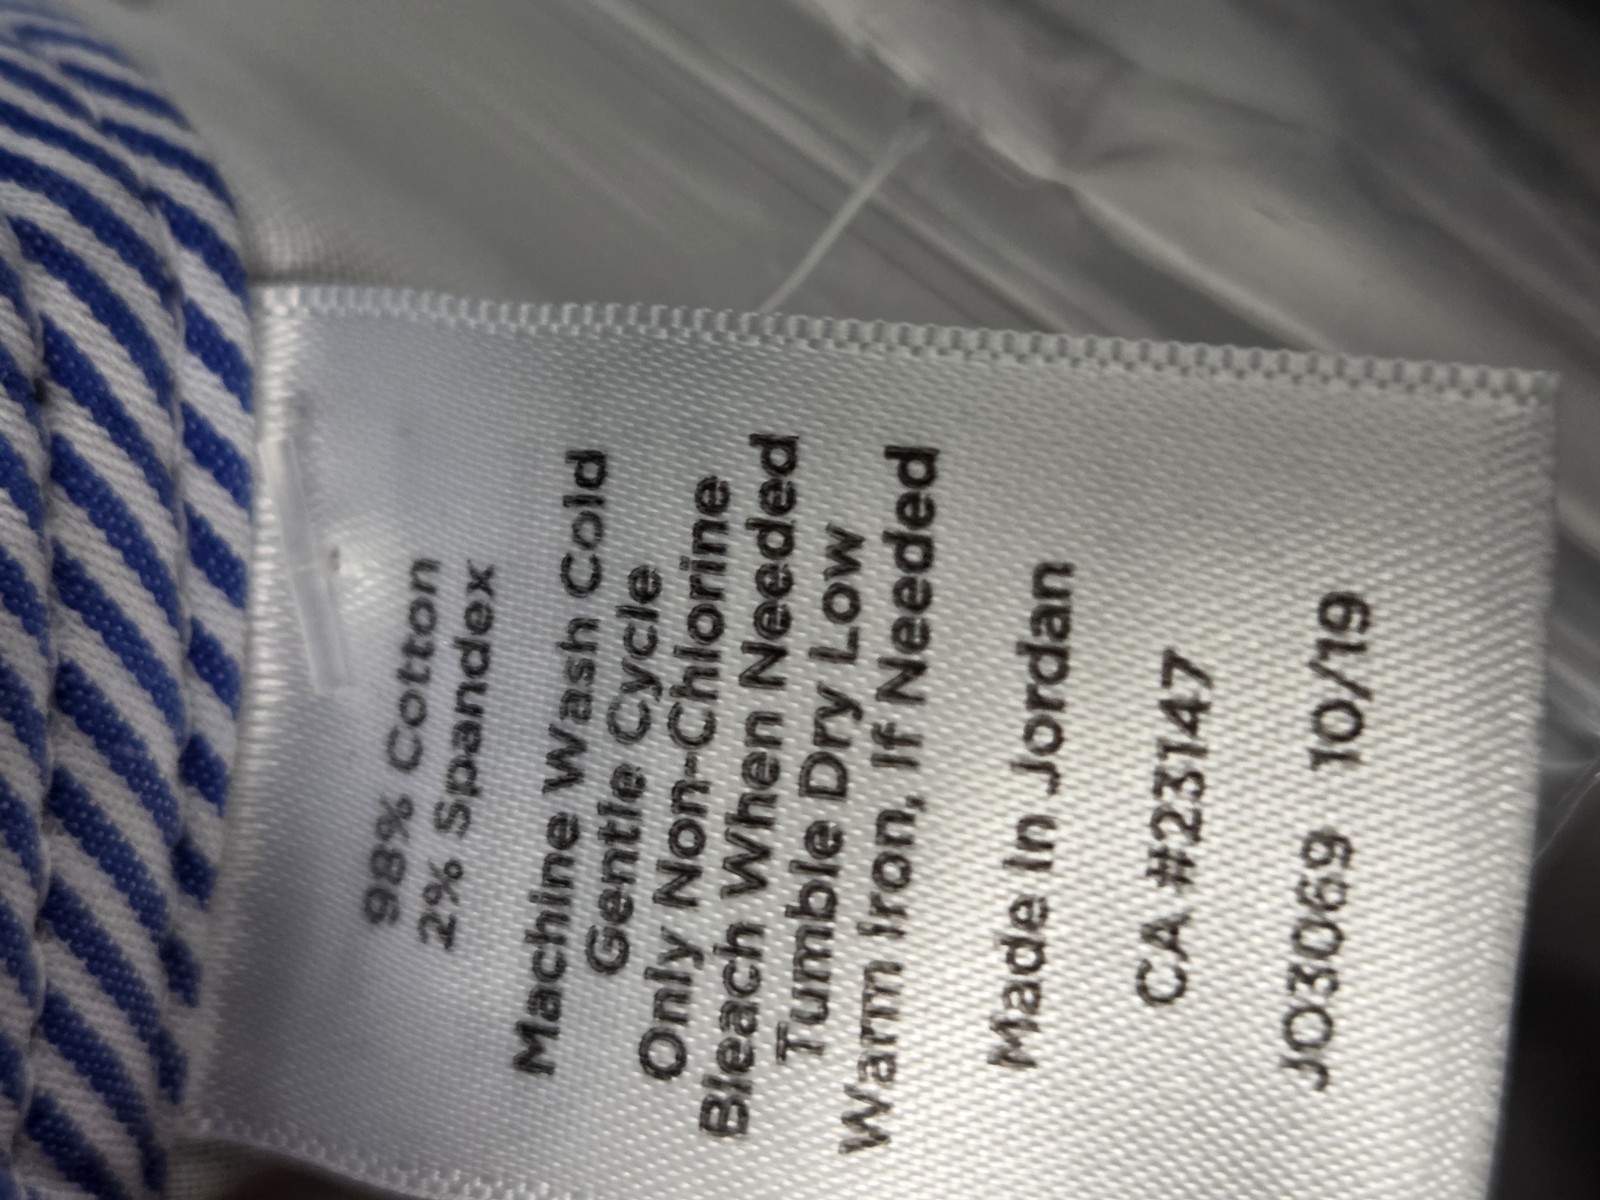 98% Cotton
2% Spandex
Machine Wash Cold
Gentle Cycle
Only Non-Chlorine
Bleach When Needed
Tumble Dry Low
Warm Iron, If Needed
Made In Jordan
CA #23147
JO3069 10/19